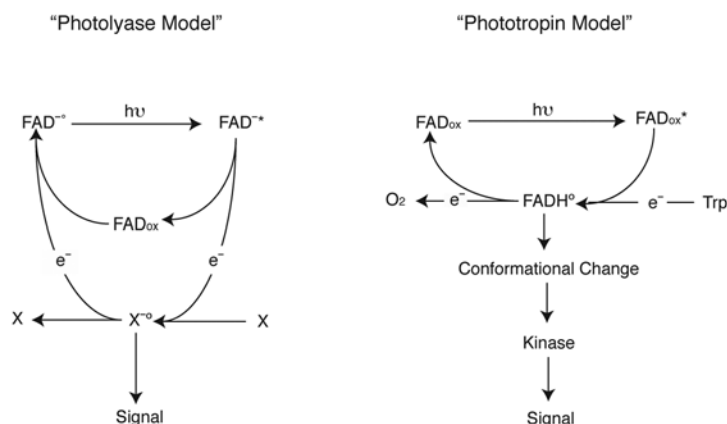 “Photolyase Model”
FAD⁻°
hυ
FAD⁻*
FADox
e⁻
e⁻
X
X⁻°
X
Signal
“Phototropin Model”
FADox
hυ
FADox*
O₂
e⁻
FADH°
e⁻
Trp
Conformational Change
Kinase
Signal